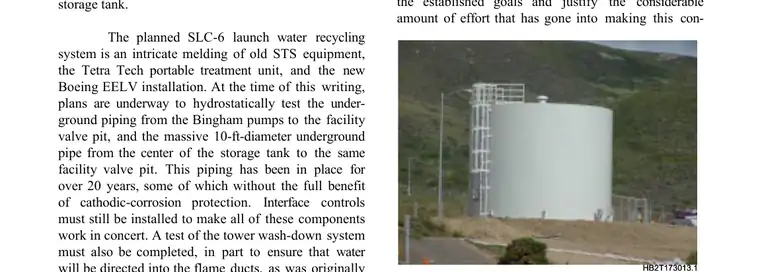 storage tank.
The planned SLC-6 launch water recycling
system is an intricate melding of old STS equipment,
the Tetra Tech portable treatment unit, and the new
Boeing EELV installation. At the time of this writing,
plans are underway to hydrostatically test the under-
ground piping from the Bingham pumps to the facility
valve pit, and the massive 10-ft-diameter underground
pipe from the center of the storage tank to the same
facility valve pit. This piping has been in place for
over 20 years, some of which without the full benefit
of cathodic-corrosion protection. Interface controls
must still be installed to make all of these components
work in concert. A test of the tower wash-down system
must also be completed, in part to ensure that water
will be directed into the flame ducts, as was originally
the established goals and justify the considerable
amount of effort that has gone into making this con-
HB2T173013.1